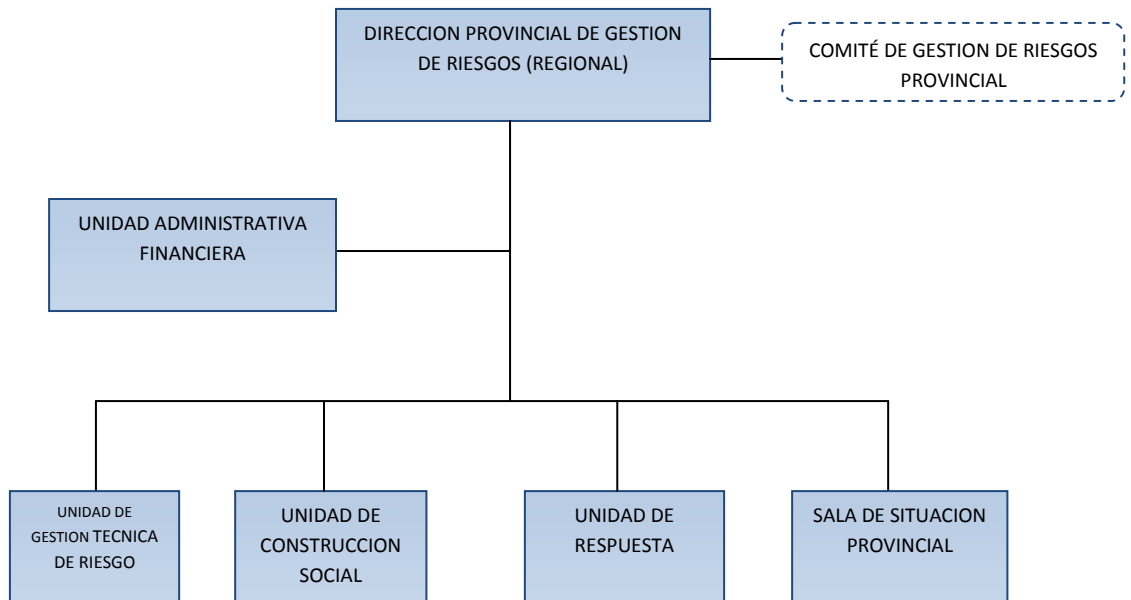 DIRECCION PROVINCIAL DE GESTION
DE RIESGOS (REGIONAL)
COMITÉ DE GESTION DE RIESGOS
PROVINCIAL
UNIDAD ADMINISTRATIVA
FINANCIERA
UNIDAD DE
GESTION TECNICA
DE RIESGO
UNIDAD DE
CONSTRUCCION
SOCIAL
UNIDAD DE
RESPUESTA
SALA DE SITUACION
PROVINCIAL